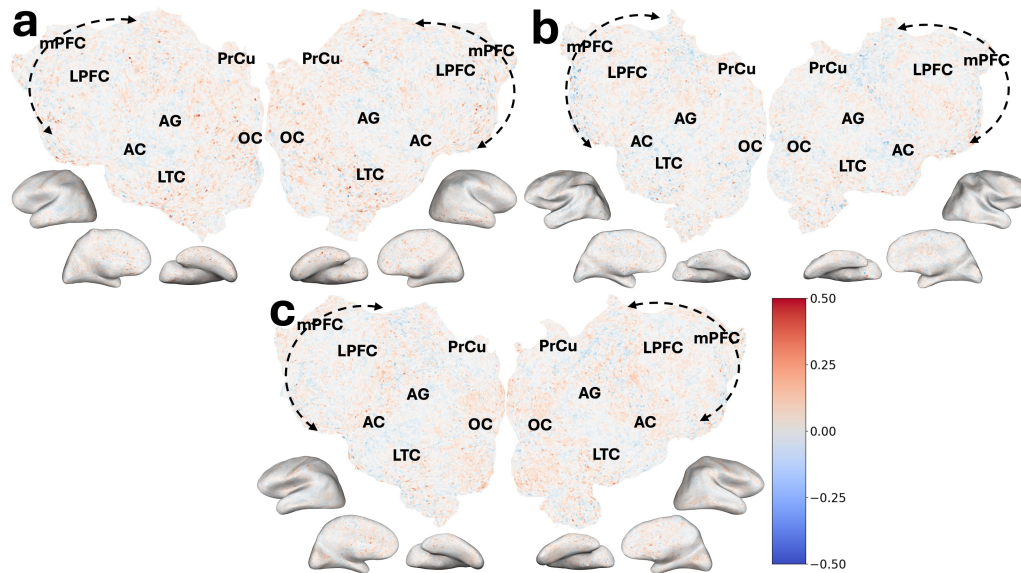 a
mPFC
LPFC
PrCu
AG
AC
OC
LTC
PrCu
mPFC
LPFC
AG
AC
OC
LTC
b
mPFC
LPFC
PrCu
AG
AC
OC
LTC
PrCu
LPFC
mPFC
AG
OC
AC
LTC
c
mPFC
LPFC
PrCu
AG
AC
OC
LTC
PrCu
LPFC
mPFC
AG
OC
AC
LTC
0.50
0.25
0.00
−0.25
−0.50